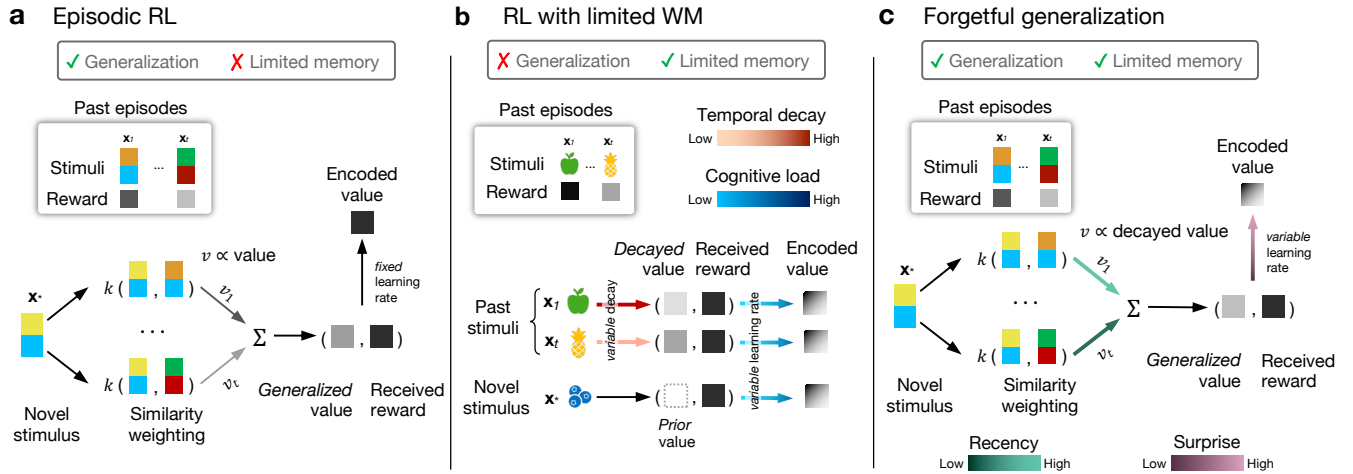 a Episodic RL
✓ Generalization ✗ Limited memory
Past episodes
x₁ xₜ
Stimuli ...
Reward
Encoded
value
v ∝ value
fixed
learning
rate
x*
k ( , ) v₁
...
Σ ( , )
k ( , ) vₜ
Generalized Received
value reward
Novel Similarity
stimulus weighting
b RL with limited WM
✗ Generalization ✓ Limited memory
Past episodes
x₁ xₜ
Stimuli ...
Reward
Temporal decay
Low High
Cognitive load
Low High
Decayed Received Encoded
value reward value
Past
stimuli
x₁ ( , )
variable decay
variable learning rate
xₜ ( , )
Novel
stimulus
x* ( , )
Prior
value
c Forgetful generalization
✓ Generalization ✓ Limited memory
Past episodes
x₁ xₜ
Stimuli ...
Reward
Encoded
value
v ∝ decayed value
variable
learning
rate
x*
k ( , ) v₁
...
Σ ( , )
k ( , ) vₜ
Generalized Received
value reward
Novel Similarity
stimulus weighting
Recency
Low High
Surprise
Low High